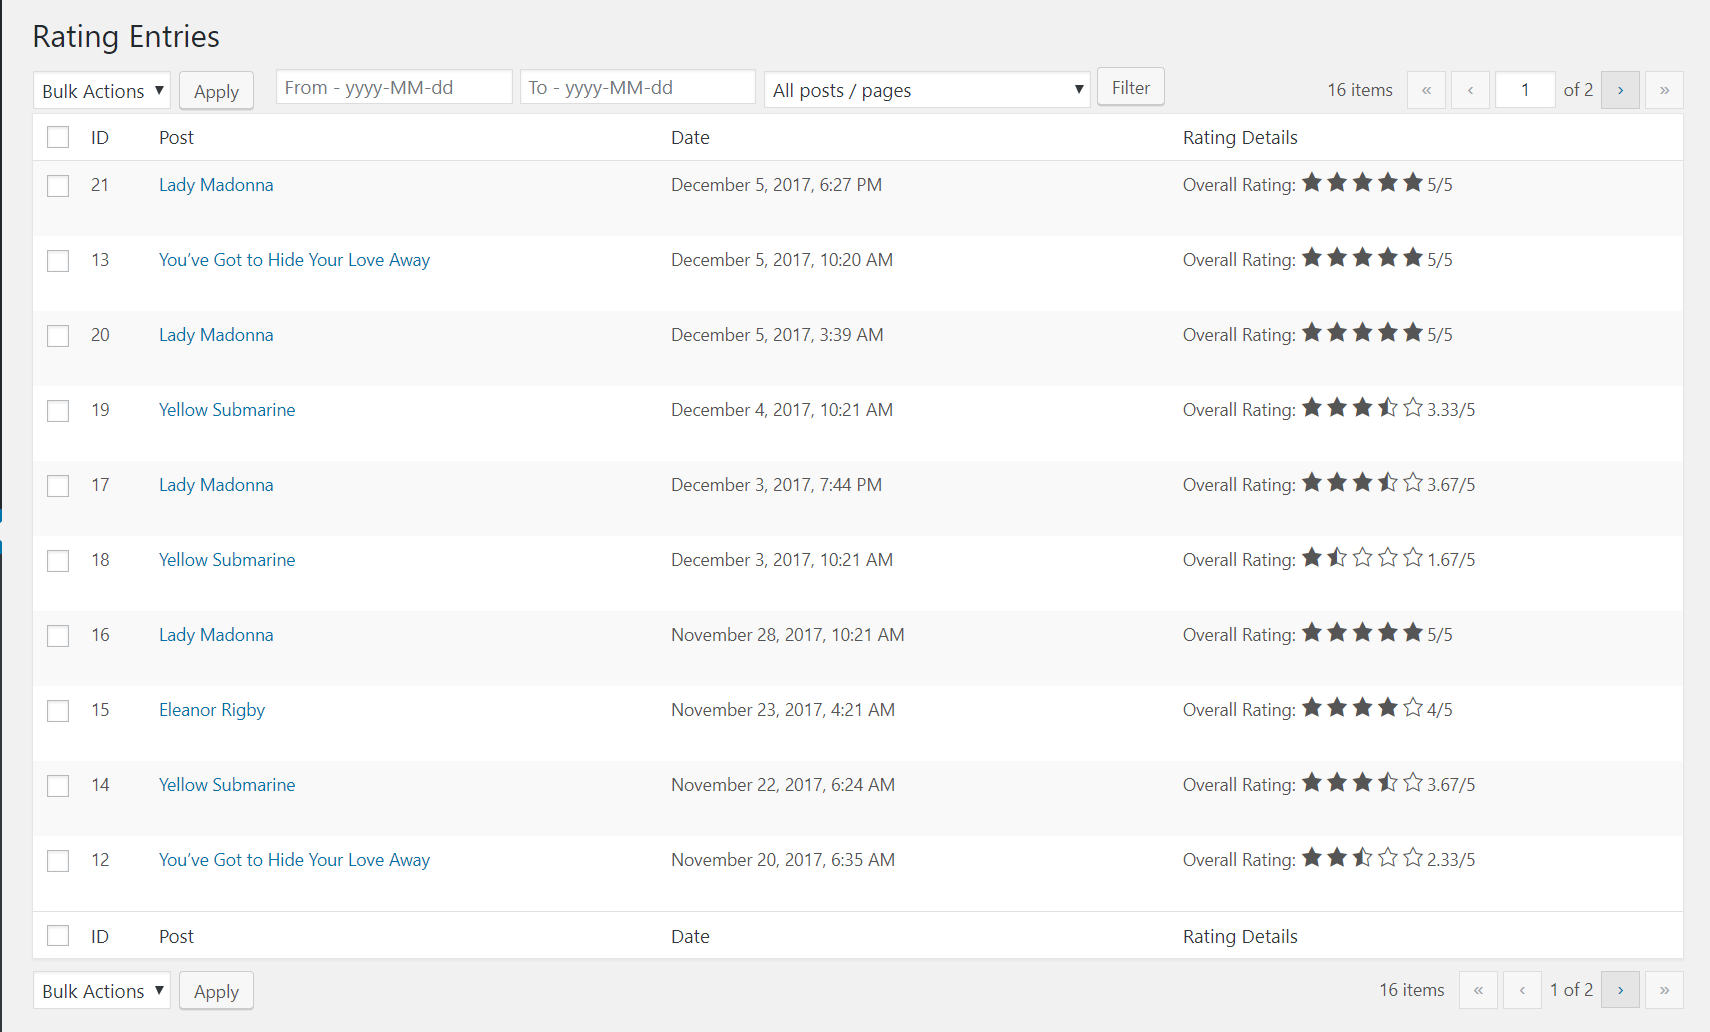 Rating Entries
Bulk Actions Apply From - yyyy-MM-dd To - yyyy-MM-dd All posts / pages Filter 16 items « ‹ 1 of 2 › »
ID Post Date Rating Details
21 Lady Madonna December 5, 2017, 6:27 PM Overall Rating: 5/5
13 You’ve Got to Hide Your Love Away December 5, 2017, 10:20 AM Overall Rating: 5/5
20 Lady Madonna December 5, 2017, 3:39 AM Overall Rating: 5/5
19 Yellow Submarine December 4, 2017, 10:21 AM Overall Rating: 3.33/5
17 Lady Madonna December 3, 2017, 7:44 PM Overall Rating: 3.67/5
18 Yellow Submarine December 3, 2017, 10:21 AM Overall Rating: 1.67/5
16 Lady Madonna November 28, 2017, 10:21 AM Overall Rating: 5/5
15 Eleanor Rigby November 23, 2017, 4:21 AM Overall Rating: 4/5
14 Yellow Submarine November 22, 2017, 6:24 AM Overall Rating: 3.67/5
12 You’ve Got to Hide Your Love Away November 20, 2017, 6:35 AM Overall Rating: 2.33/5
ID Post Date Rating Details
Bulk Actions Apply 16 items « ‹ 1 of 2 › »